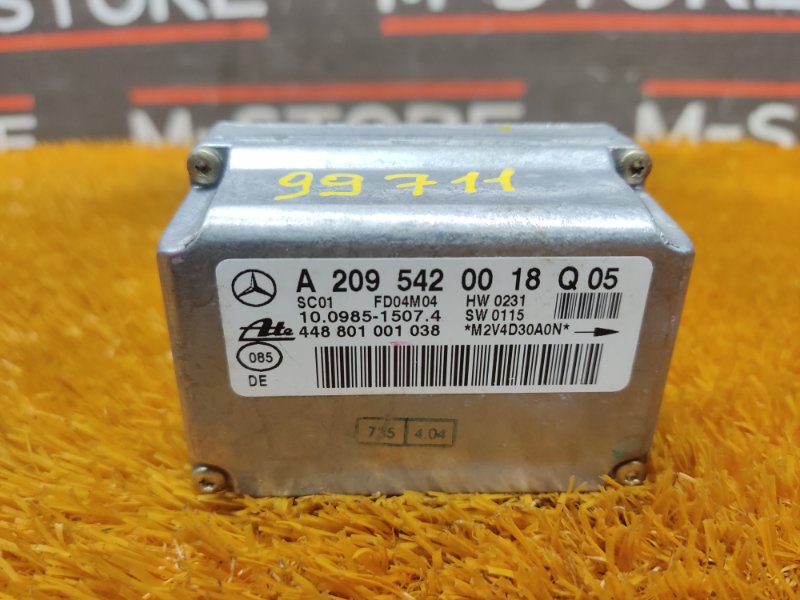 M-STORE
M-STORE
M-STORE
99711
A 209 542 00 18 Q 05
SC01 FD04M04 HW 0231
10.0985-1507.4 SW 0115
Ate 448 801 001 038 *M2V4D30A0N*
085
DE
735 4.04